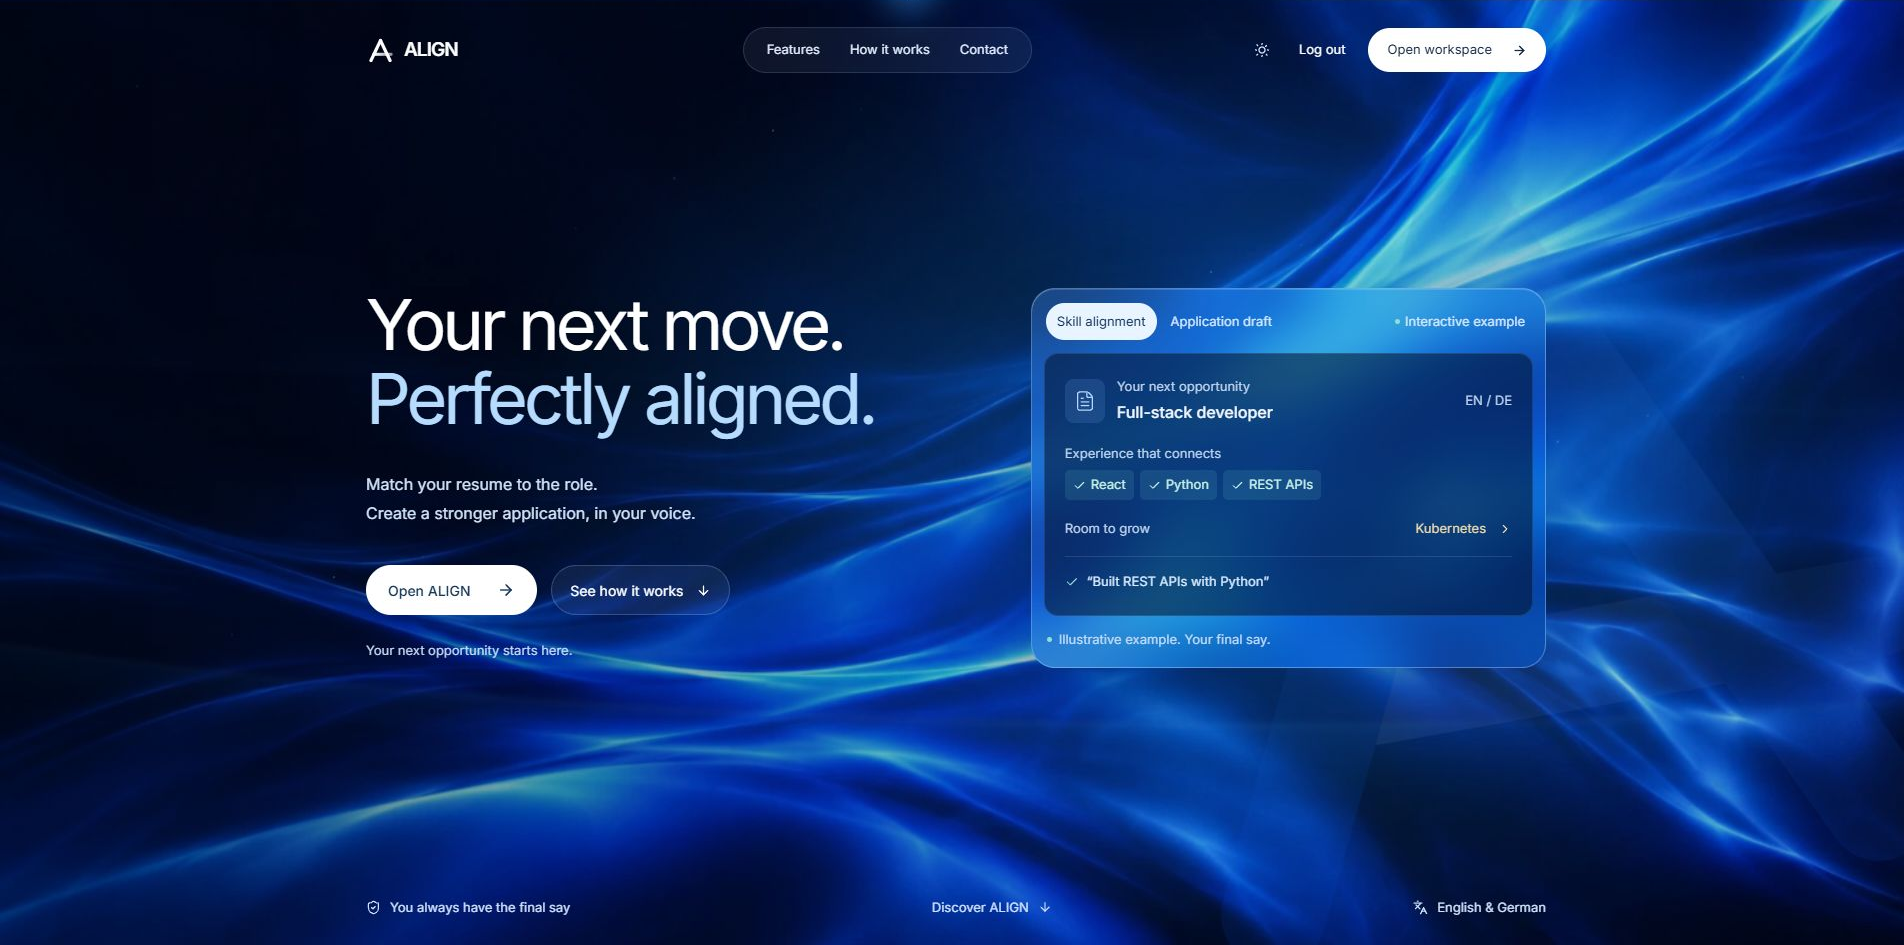 ALIGN
Features
How it works
Contact
Log out
Open workspace
Your next move.
Perfectly aligned.
Match your resume to the role.
Create a stronger application, in your voice.
Open ALIGN
See how it works
Your next opportunity starts here.
Skill alignment
Application draft
Interactive example
Your next opportunity
Full-stack developer
EN / DE
Experience that connects
React
Python
REST APIs
Room to grow
Kubernetes
“Built REST APIs with Python”
Illustrative example. Your final say.
You always have the final say
Discover ALIGN
English & German